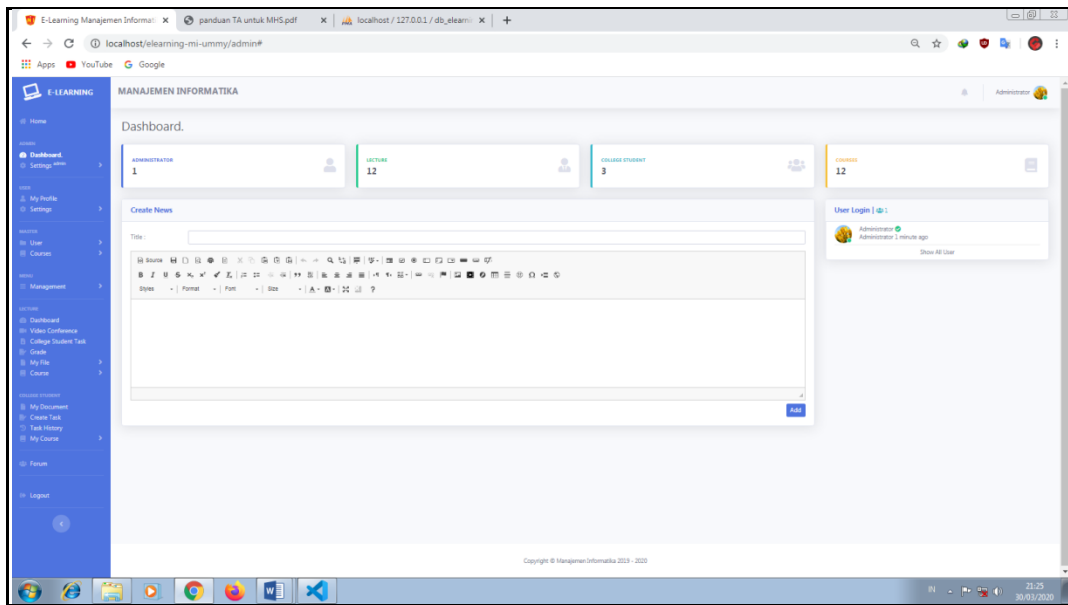 E-Learning Manajemen Informati
panduan TA untuk MHS.pdf
localhost / 127.0.0.1 / db_elearnic
localhost/elearning-mi-ummy/admin#
Apps
YouTube
Google
E-LEARNING
MANAJEMEN INFORMATIKA
Administrator
Home
ADMIN
Dashboard.
Settings ADMIN
USER
My Profile
Settings
MASTER
User
Courses
MENU
Management
LECTURE
Dashboard
Video Conference
College Student Task
Grade
My File
Course
COLLEGE STUDENT
My Document
Create Task
Task History
My Course
Forum
Logout
Dashboard.
ADMINISTRATOR
1
LECTURE
12
COLLEGE STUDENT
3
COURSES
12
Create News
Title :
Source
Styles
Format
Font
Size
Add
User Login | 1
Administrator
Administrator 1 minute ago
Show All User
Copyright © Manajemen Informatika 2019 - 2020
IN
21:25
30/03/2020